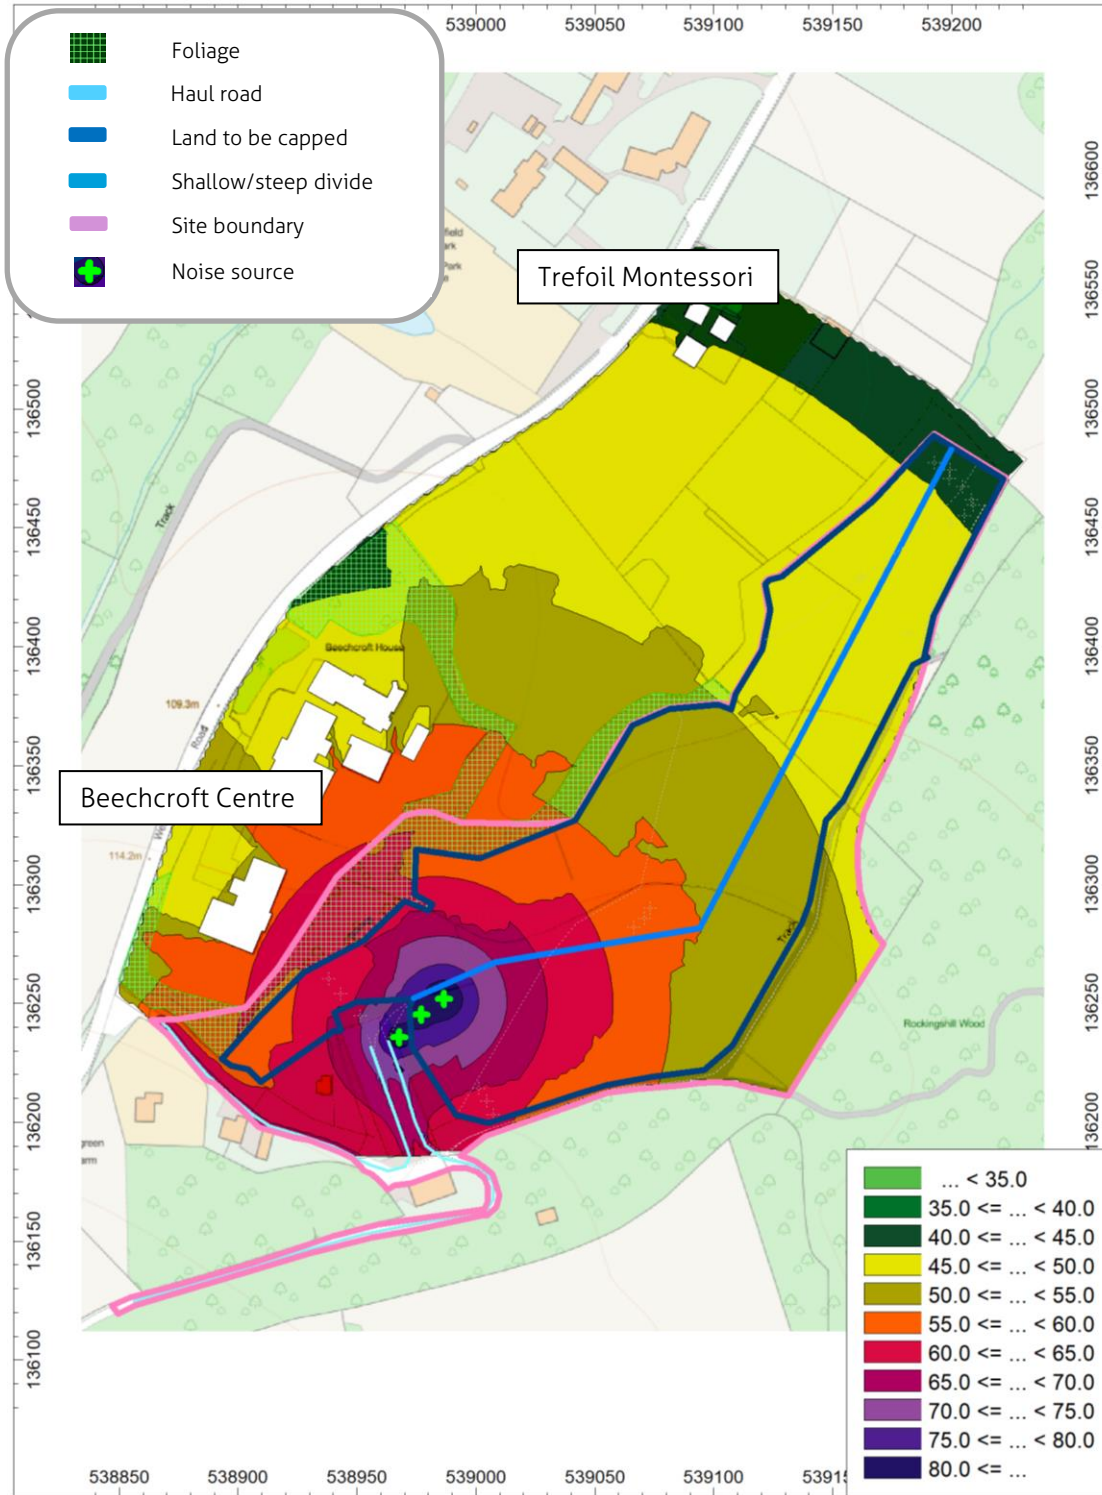 539000 539050 539100 539150 539200
Foliage
Haul road
Land to be capped
Shallow/steep divide
Site boundary
Noise source
Trefoil Montessori
Beechcroft Centre
Beechcroft House
Track
109.3m
Road
114.2m
Track
Rockingshill Wood
136600
136550
136500
136450
136400
136350
136300
136250
136200
136500
136450
136400
136350
136300
136250
136200
136150
136100
... < 35.0
35.0 <= ... < 40.0
40.0 <= ... < 45.0
45.0 <= ... < 50.0
50.0 <= ... < 55.0
55.0 <= ... < 60.0
60.0 <= ... < 65.0
65.0 <= ... < 70.0
70.0 <= ... < 75.0
75.0 <= ... < 80.0
80.0 <= ...
538850 538900 538950 539000 539050 539100 53915